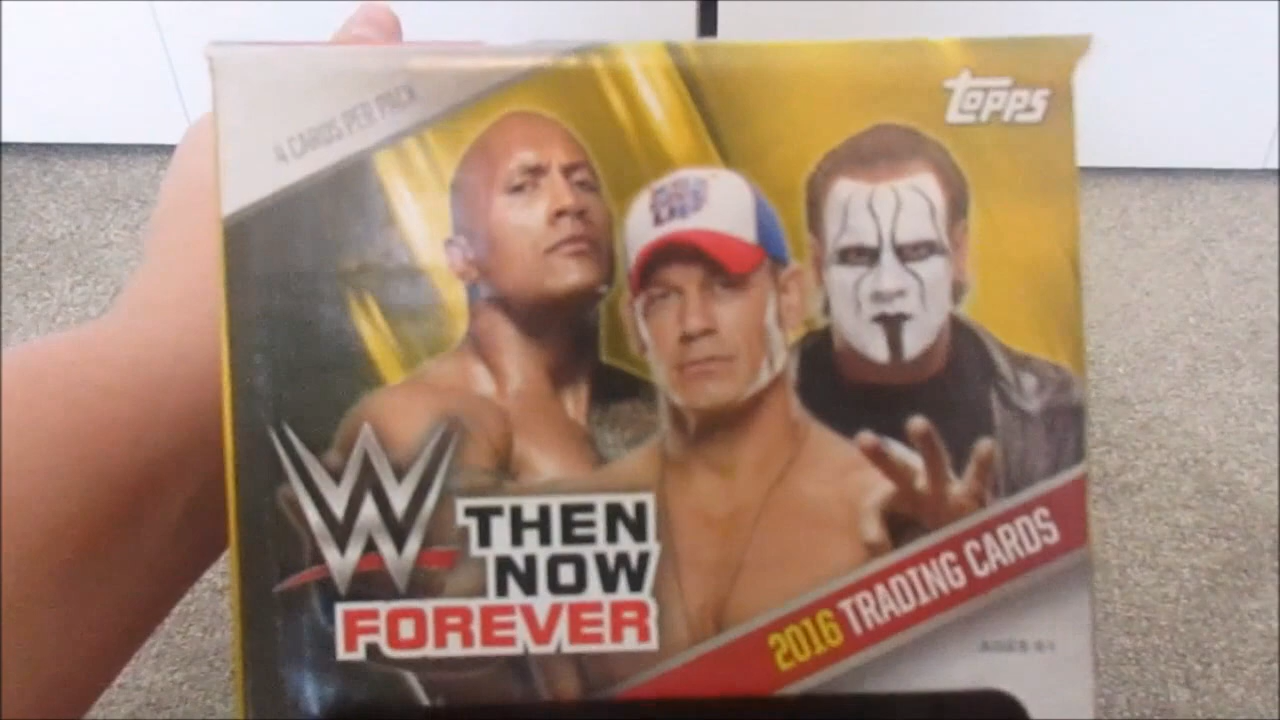 4 CARDS PER PACK
topps
W
THEN
NOW
FOREVER
2016 TRADING CARDS